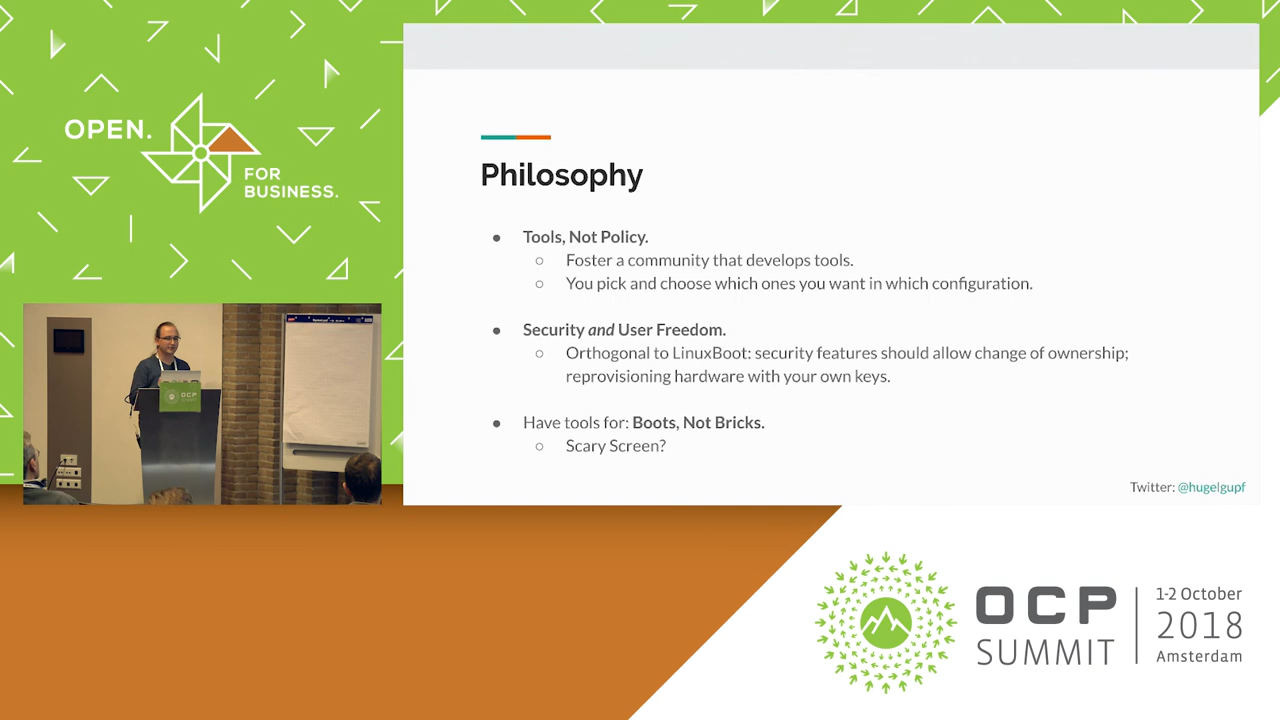 OPEN.
FOR
BUSINESS.
Philosophy
● Tools, Not Policy.
○ Foster a community that develops tools.
○ You pick and choose which ones you want in which configuration.
● Security and User Freedom.
○ Orthogonal to LinuxBoot: security features should allow change of ownership;
reprovisioning hardware with your own keys.
● Have tools for: Boots, Not Bricks.
○ Scary Screen?
Twitter: @hugelgupf
OCP
OCP
SUMMIT
1-2 October
2018
Amsterdam